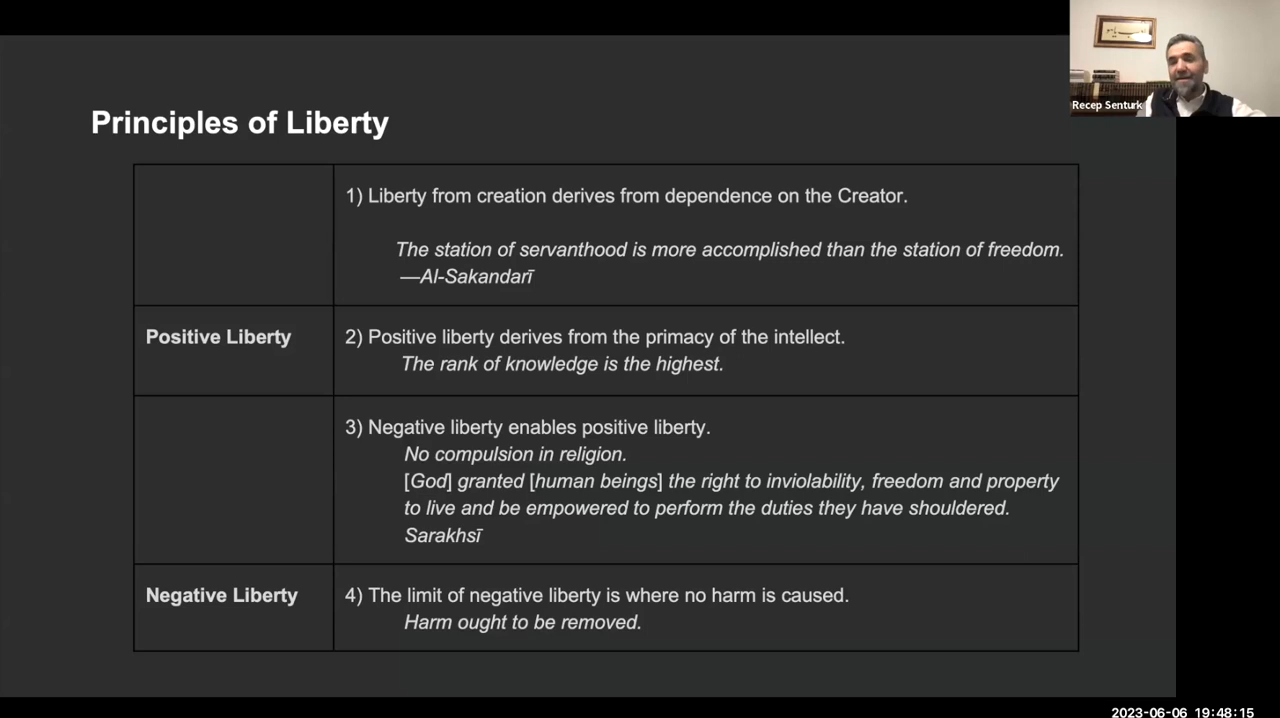 Principles of Liberty
Recep Senturk
1) Liberty from creation derives from dependence on the Creator.
The station of servanthood is more accomplished than the station of freedom.
—Al-Sakandarī
Positive Liberty
2) Positive liberty derives from the primacy of the intellect.
The rank of knowledge is the highest.
3) Negative liberty enables positive liberty.
No compulsion in religion.
[God] granted [human beings] the right to inviolability, freedom and property
to live and be empowered to perform the duties they have shouldered.
Sarakhsī
Negative Liberty
4) The limit of negative liberty is where no harm is caused.
Harm ought to be removed.
2023-06-06 19:48:15